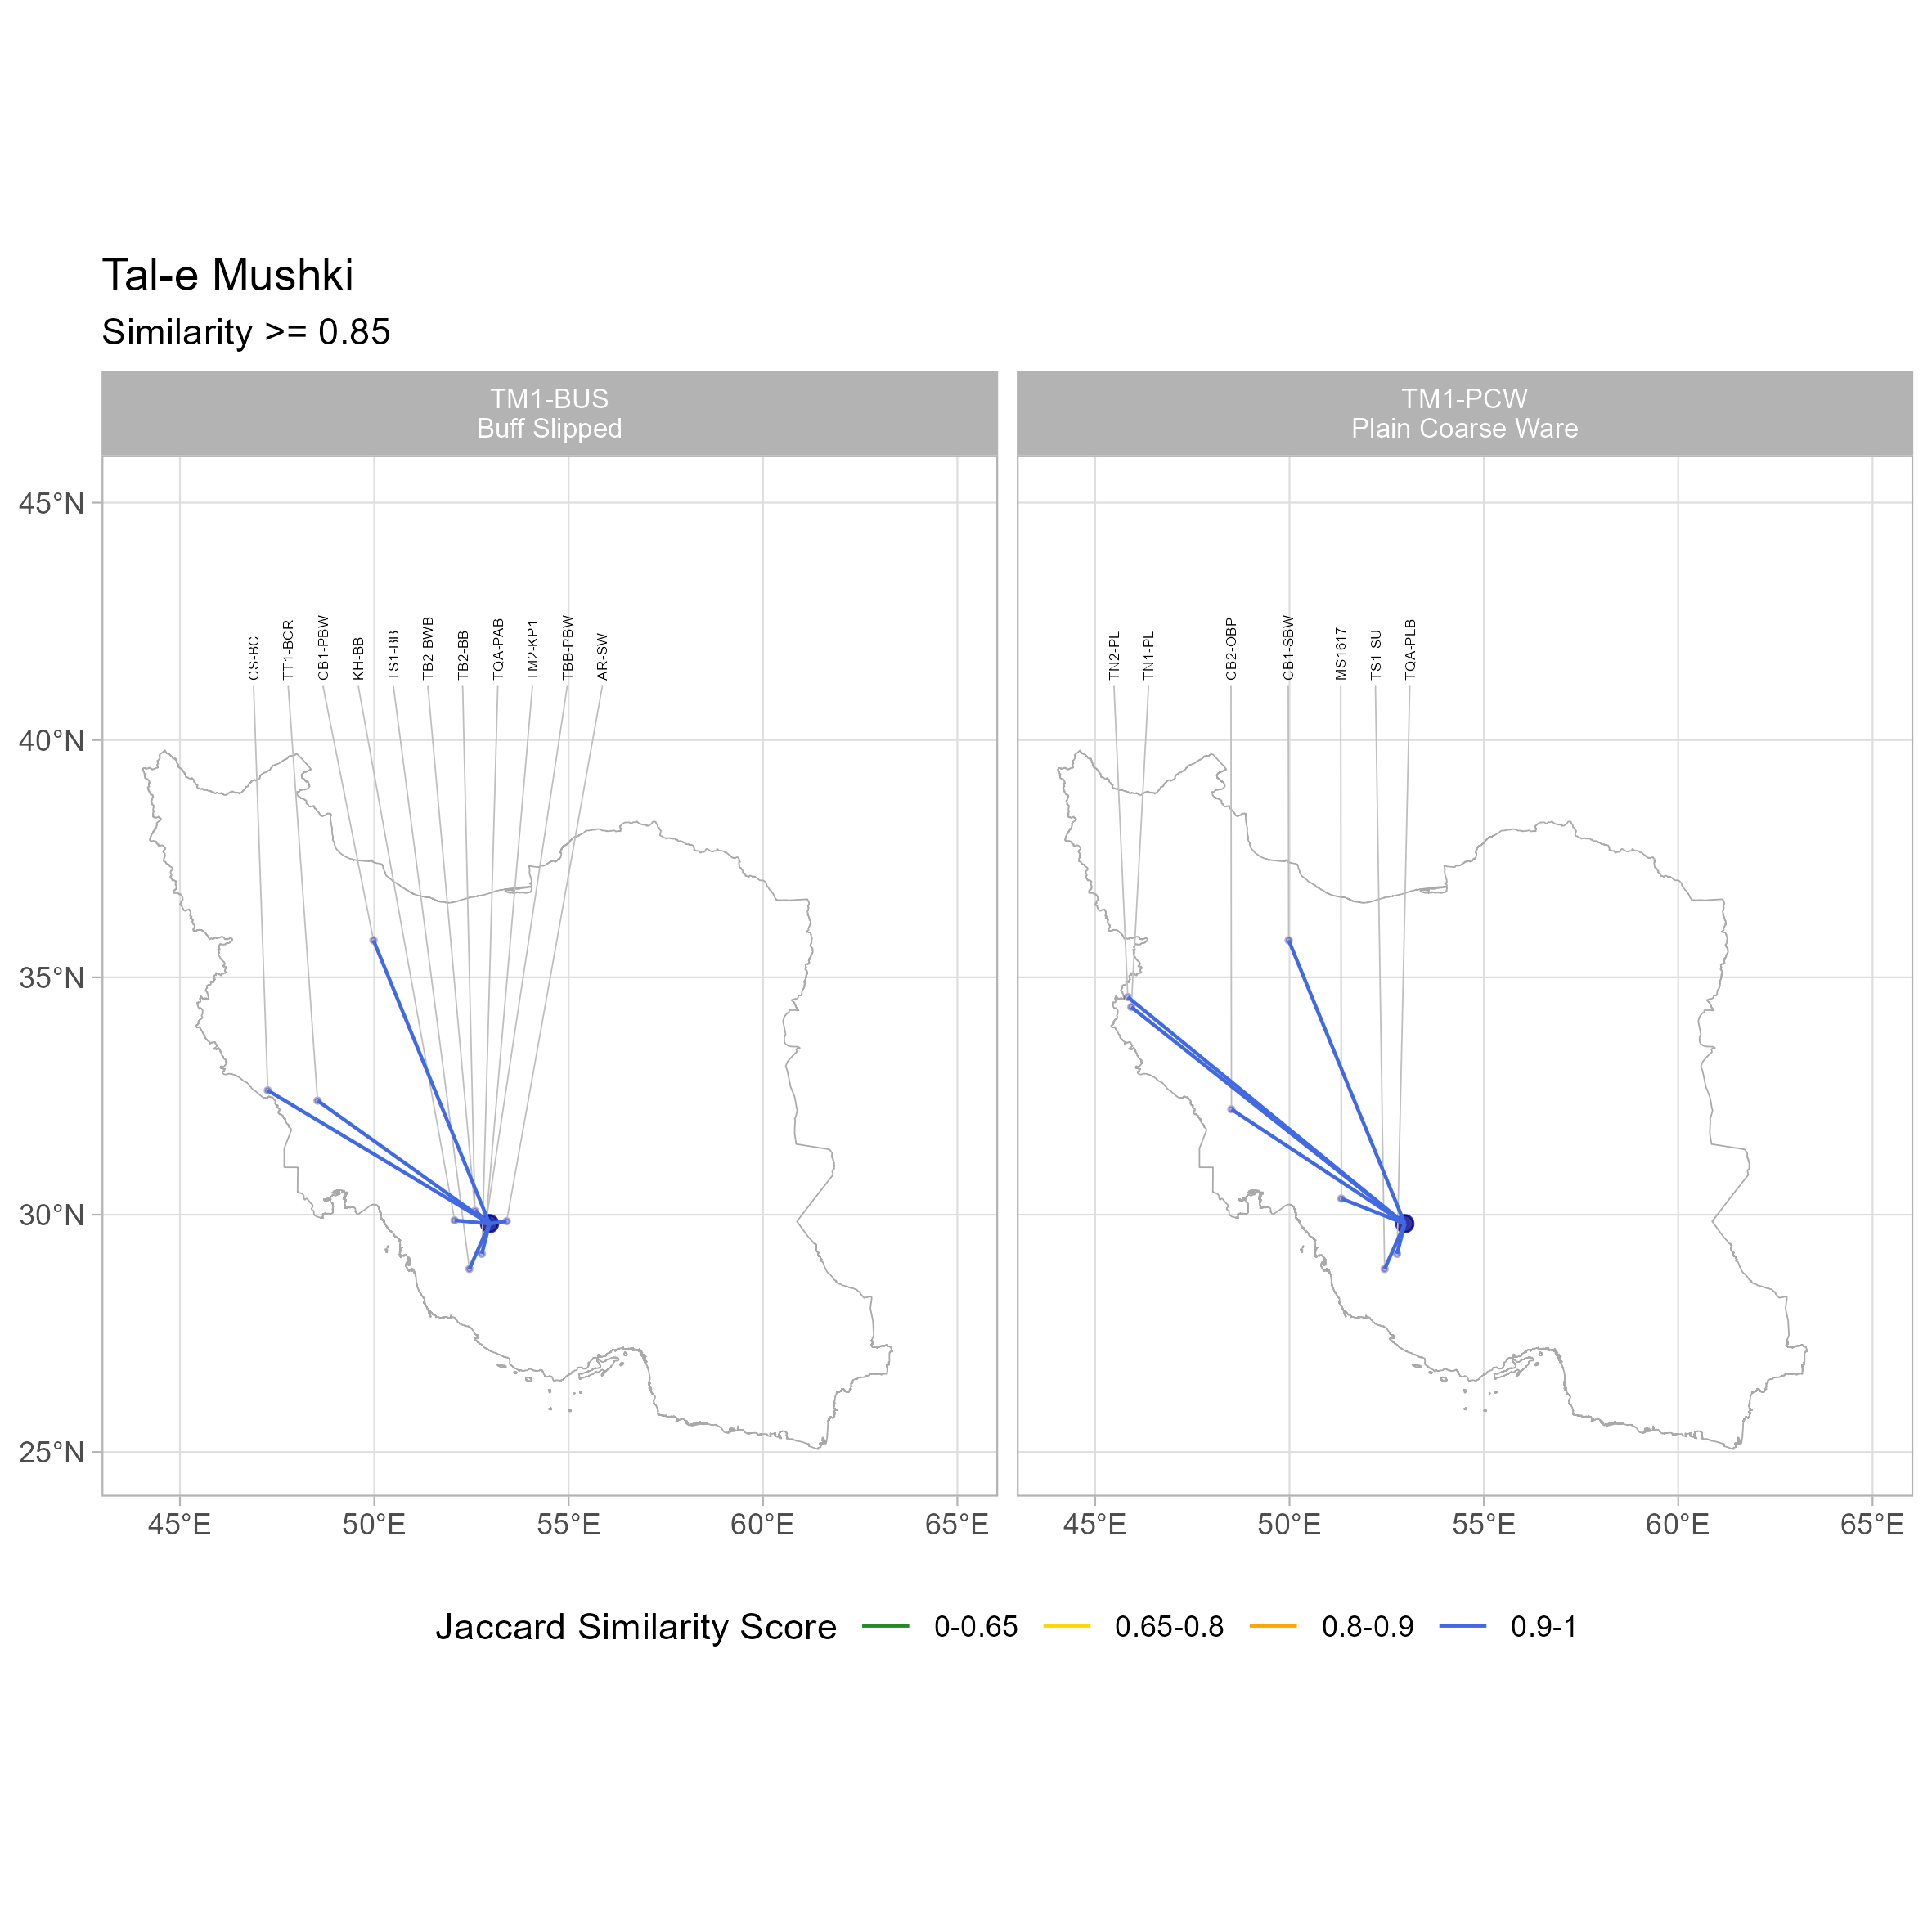 Tal-e Mushki
Similarity >= 0.85
TM1-BUS
Buff Slipped
TM1-PCW
Plain Coarse Ware
45°N
40°N
35°N
30°N
25°N
CS-BC
TT1-BCR
CB1-PBW
KH-BB
TS1-BB
TB2-BWB
TB2-BB
TQA-PAB
TM2-KP1
TBB-PBW
AR-SW
TN2-PL
TN1-PL
CB2-OBP
CB1-SBW
MS1617
TS1-SU
TQA-PLB
45°E 50°E 55°E 60°E 65°E
45°E 50°E 55°E 60°E 65°E
Jaccard Similarity Score 0-0.65 0.65-0.8 0.8-0.9 0.9-1